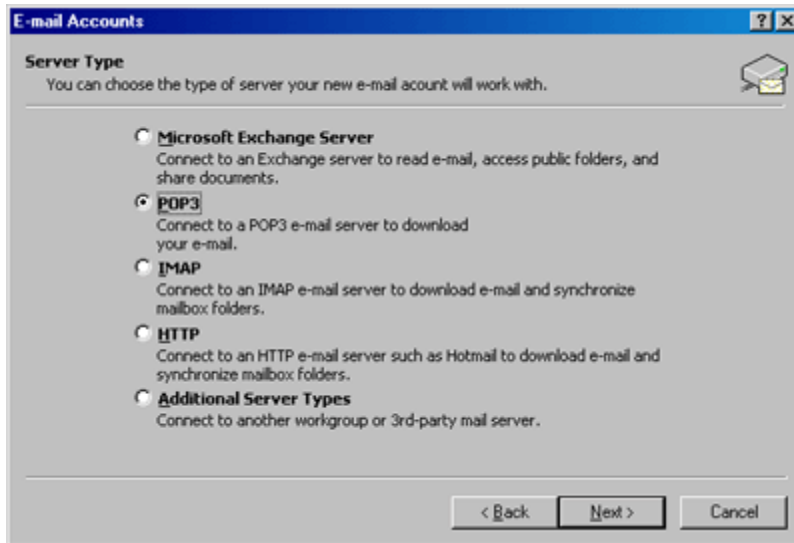 E-mail Accounts
Server Type
You can choose the type of server your new e-mail acount will work with.
Microsoft Exchange Server
Connect to an Exchange server to read e-mail, access public folders, and
share documents.
POP3
Connect to a POP3 e-mail server to download
your e-mail.
IMAP
Connect to an IMAP e-mail server to download e-mail and synchronize
mailbox folders.
HTTP
Connect to an HTTP e-mail server such as Hotmail to download e-mail and
synchronize mailbox folders.
Additional Server Types
Connect to another workgroup or 3rd-party mail server.
< Back Next > Cancel